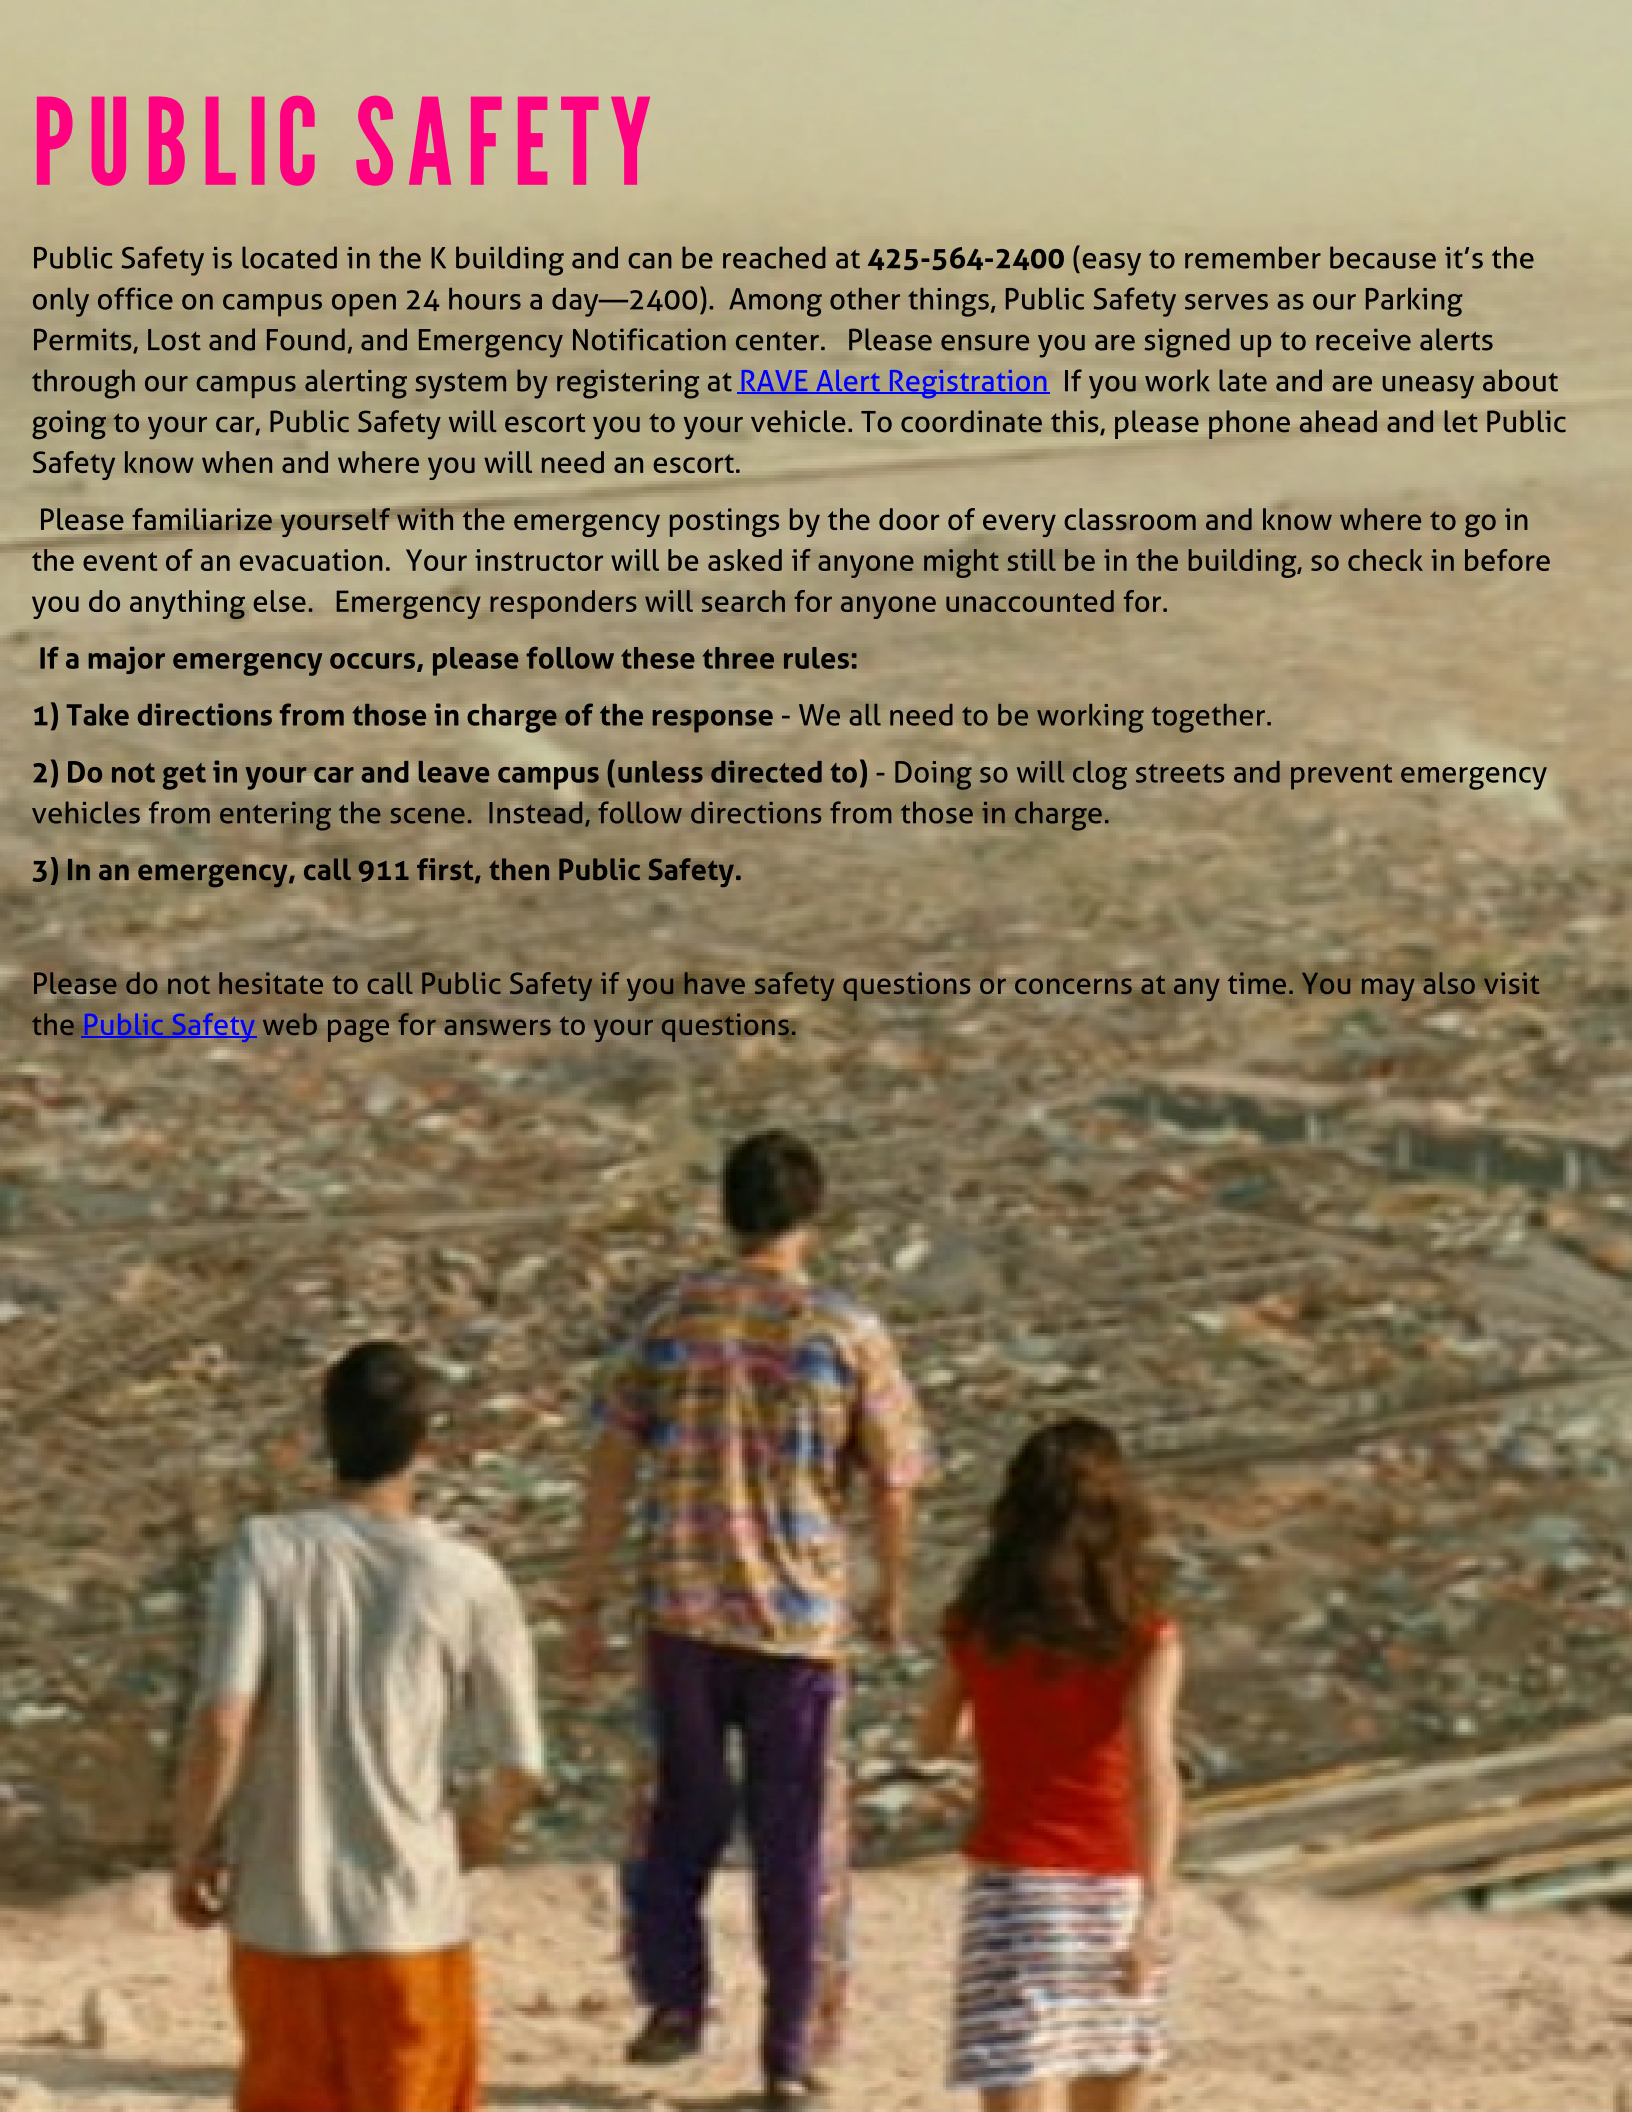 PUBLIC SAFETY
Public Safety is located in the K building and can be reached at 425-564-2400 (easy to remember because it’s the
only office on campus open 24 hours a day—2400).  Among other things, Public Safety serves as our Parking
Permits, Lost and Found, and Emergency Notification center.   Please ensure you are signed up to receive alerts
through our campus alerting system by registering at RAVE Alert Registration  If you work late and are uneasy about
going to your car, Public Safety will escort you to your vehicle. To coordinate this, please phone ahead and let Public
Safety know when and where you will need an escort.
Please familiarize yourself with the emergency postings by the door of every classroom and know where to go in
the event of an evacuation.  Your instructor will be asked if anyone might still be in the building, so check in before
you do anything else.   Emergency responders will search for anyone unaccounted for.
If a major emergency occurs, please follow these three rules:
1) Take directions from those in charge of the response - We all need to be working together.
2) Do not get in your car and leave campus (unless directed to) - Doing so will clog streets and prevent emergency
vehicles from entering the scene.  Instead, follow directions from those in charge.
3) In an emergency, call 911 first, then Public Safety.
Please do not hesitate to call Public Safety if you have safety questions or concerns at any time. You may also visit
the Public Safety web page for answers to your questions.